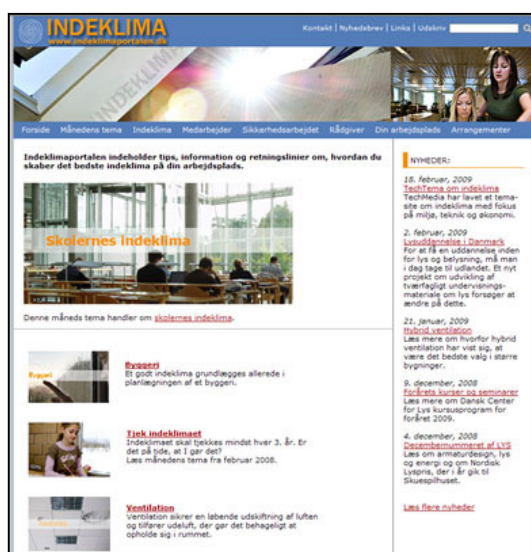 INDEKLIMA
www.indeklimaportalen.dk
Kontakt | Nyhedsbrev | Links | Udskriv
INDEKLIMA
Forside Månedens tema Indeklima Medarbejder Sikkerhedsarbejdet Rådgiver Din arbejdsplads Arrangementer
Indeklimaportalen indeholder tips, information og retningslinier om, hvordan du
skaber det bedste indeklima på din arbejdsplads.
Skolernes indeklima
Denne måneds tema handler om skolernes indeklima.
Byggeri
Byggeri
Et godt indeklima grundlægges allerede i
planlægningen af et byggeri.
Tjek indeklimaet
Indeklimaet skal tjekkes mindst hver 3. år. Er
det på tide, at I gør det?
Læs månedens tema fra februar 2008.
Ventilation
Ventilation sikrer en løbende udskiftning af luften
og tilfører udeluft, der gør det behageligt at
opholde sig i rummet.
NYHEDER:
18. februar, 2009
TechTema om indeklima
TechMedia har lavet et tema-
site om indeklima med fokus
på miljø, teknik og økonomi.
2. februar, 2009
Lysuddannelse i Danmark
For at få en uddannelse inden
for lys og belysning, må man
i dag tage til udlandet. Et nyt
projekt om udvikling af
tværfagligt undervisnings-
materiale om lys forsøger at
ændre på dette.
21. januar, 2009
Hybrid ventilation
Læs mere om hvorfor hybrid
ventilation har vist sig, at
være det bedste valg i større
bygninger.
9. december, 2008
Forårets kurser og seminarer
Læs mere om Dansk Center
for Lys kursusprogram for
foråret 2009.
4. december, 2008
Decembernummeret af LYS
Læs om armaturdesign, lys
og energi og om Nordisk
Lyspris, der i år gik til
Skuespilhuset.
Læs flere nyheder